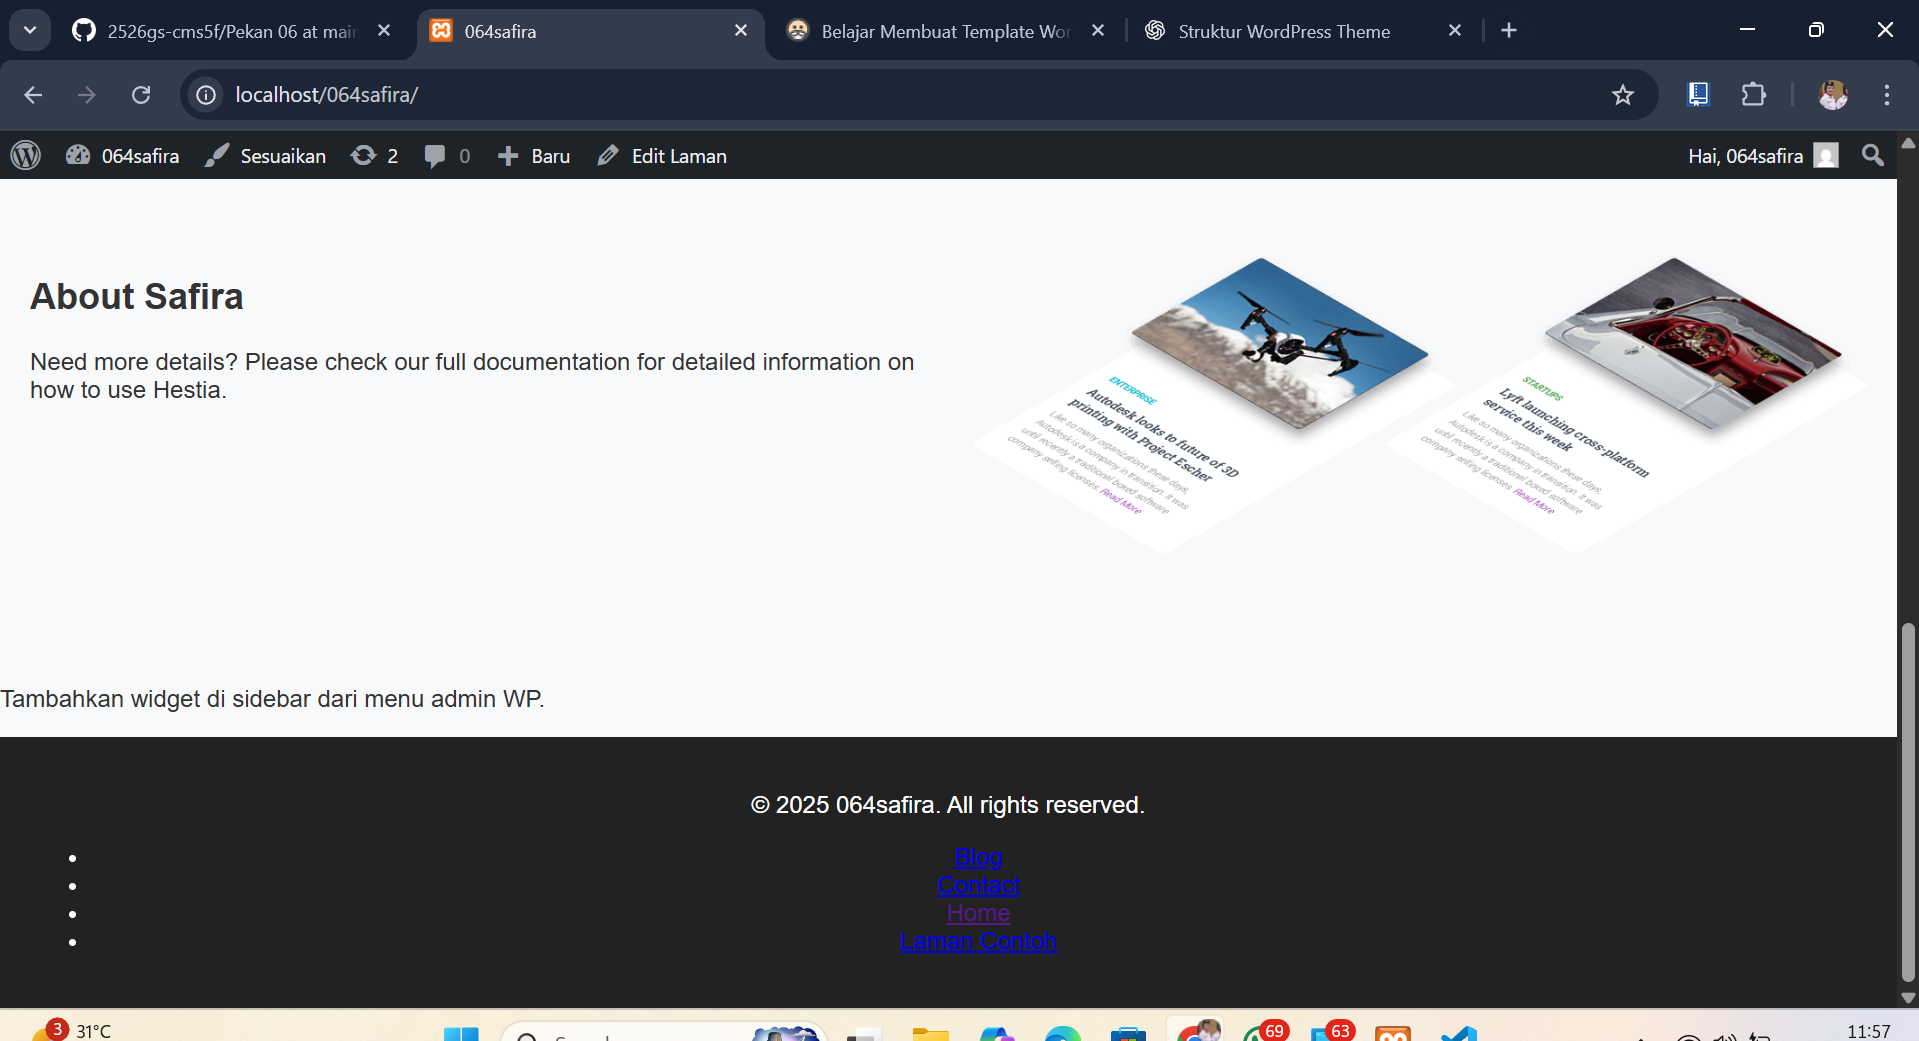 2526gs-cms5f/Pekan 06 at mair
064safira
Belajar Membuat Template Wor
Struktur WordPress Theme
localhost/064safira/
064safira
Sesuaikan
2
0
Baru
Edit Laman
Hai, 064safira
About Safira
Need more details? Please check our full documentation for detailed information on
how to use Hestia.
ENTERPRISE
Autodesk looks to future of 3D
printing with Project Escher
Like so many organizations these days,
Autodesk is a company in transition. It was
until recently a traditional boxed software
company selling licenses. Read More
STARTUPS
Lyft launching cross-platform
service this week
Like so many organizations these days,
Autodesk is a company in transition. It was
until recently a traditional boxed software
company selling licenses. Read More
Tambahkan widget di sidebar dari menu admin WP.
© 2025 064safira. All rights reserved.
Blog
Contact
Home
Laman Contoh
3
31°C
69
63
11:57